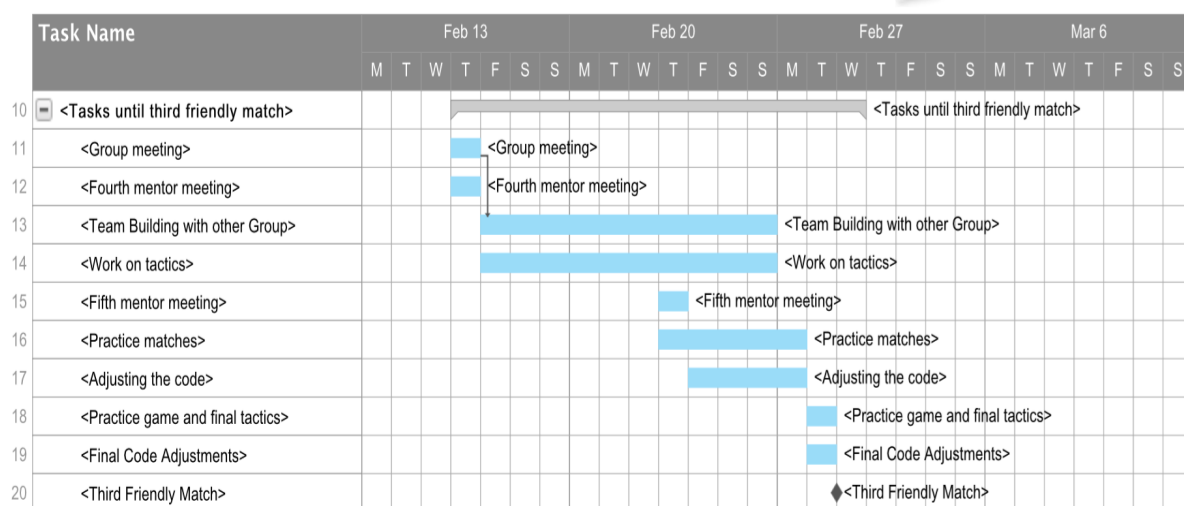 Task Name Feb 13 Feb 20 Feb 27 Mar 6
M T W T F S S M T W T F S S M T W T F S S M T W T F S S
10 <Tasks until third friendly match> <Tasks until third friendly match>
11 <Group meeting> <Group meeting>
12 <Fourth mentor meeting> <Fourth mentor meeting>
13 <Team Building with other Group> <Team Building with other Group>
14 <Work on tactics> <Work on tactics>
15 <Fifth mentor meeting> <Fifth mentor meeting>
16 <Practice matches> <Practice matches>
17 <Adjusting the code> <Adjusting the code>
18 <Practice game and final tactics> <Practice game and final tactics>
19 <Final Code Adjustments> <Final Code Adjustments>
20 <Third Friendly Match> <Third Friendly Match>